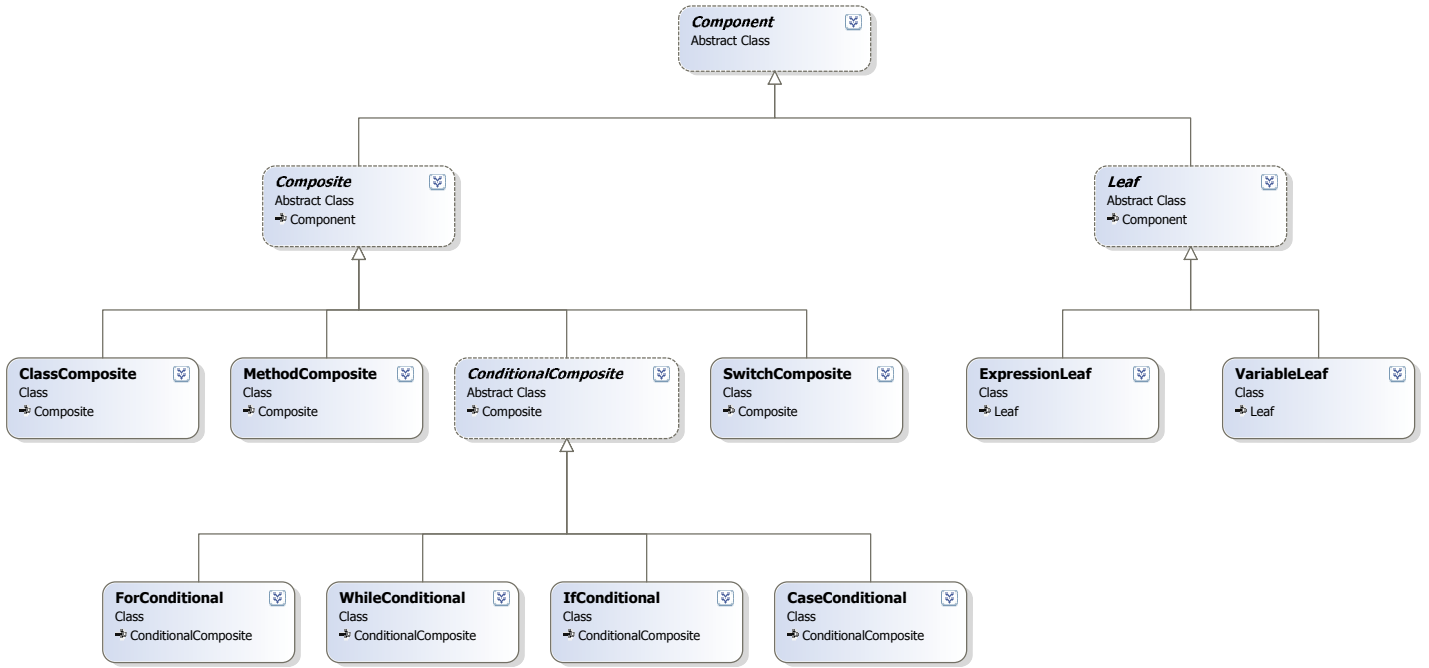 Component
Abstract Class
Composite
Abstract Class
Component
Leaf
Abstract Class
Component
ClassComposite
Class
Composite
MethodComposite
Class
Composite
ConditionalComposite
Abstract Class
Composite
SwitchComposite
Class
Composite
ExpressionLeaf
Class
Leaf
VariableLeaf
Class
Leaf
ForConditional
Class
ConditionalComposite
WhileConditional
Class
ConditionalComposite
IfConditional
Class
ConditionalComposite
CaseConditional
Class
ConditionalComposite